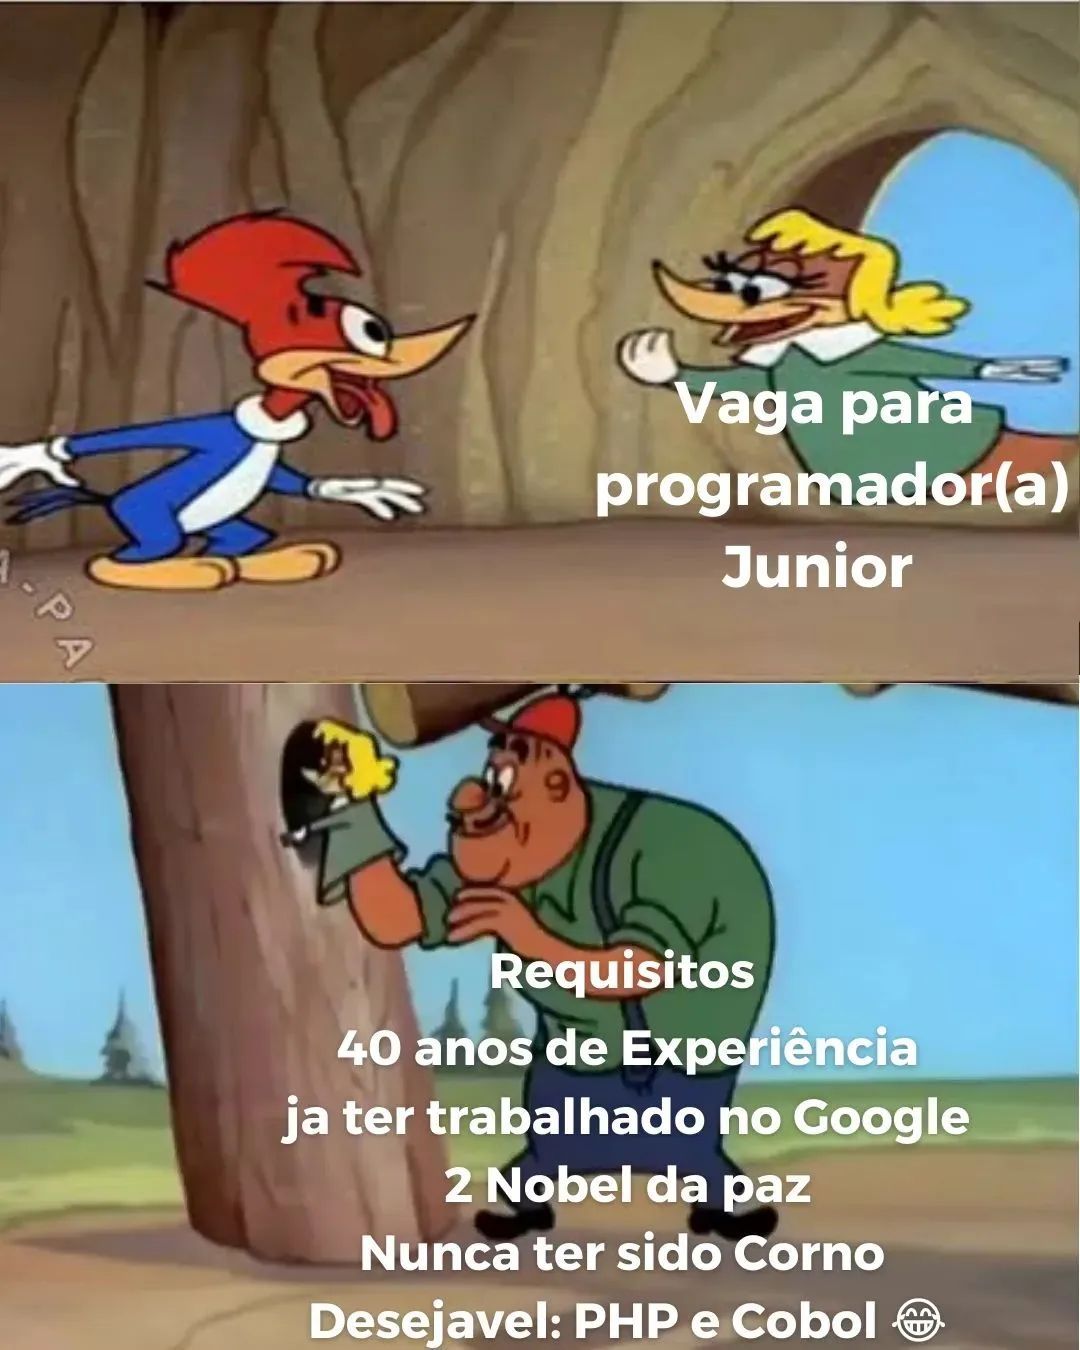 Vaga para
programador(a)
Junior
Requisitos
40 anos de Experiência
ja ter trabalhado no Google
2 Nobel da paz
Nunca ter sido Corno
Desejavel: PHP e Cobol 😂